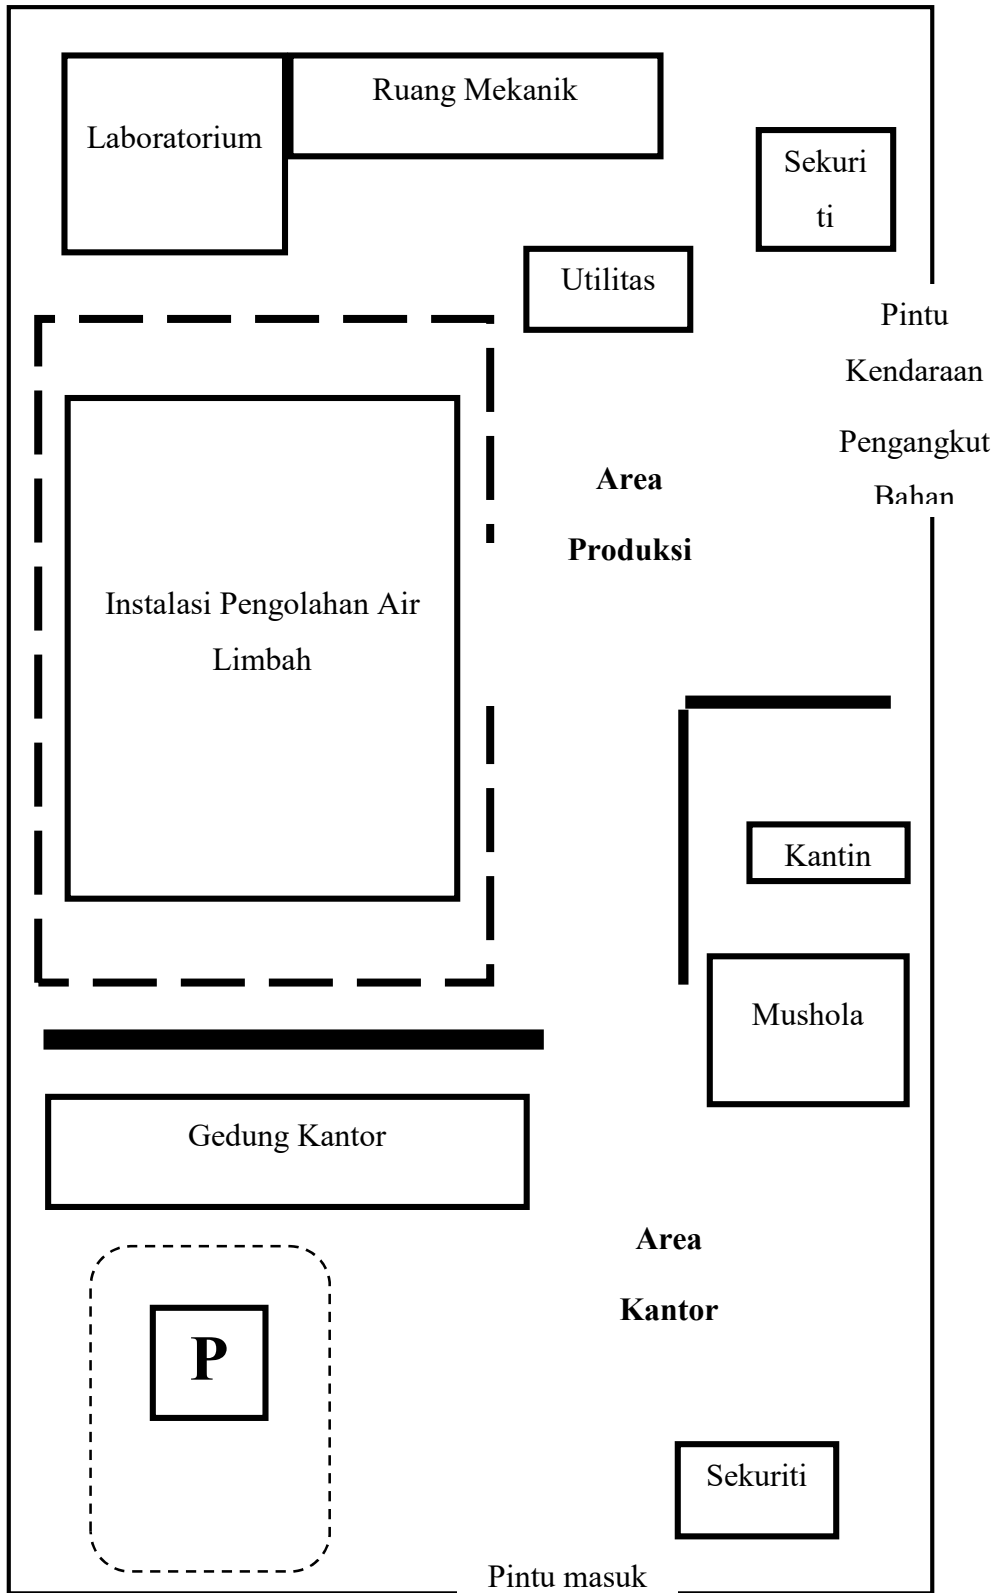 Ruang Mekanik
Laboratorium
Sekuri
ti
Utilitas
Pintu
Kendaraan
Pengangkut
Bahan
Area
Produksi
Instalasi Pengolahan Air
Limbah
Kantin
Mushola
Gedung Kantor
Area
Kantor
P
Sekuriti
Pintu masuk